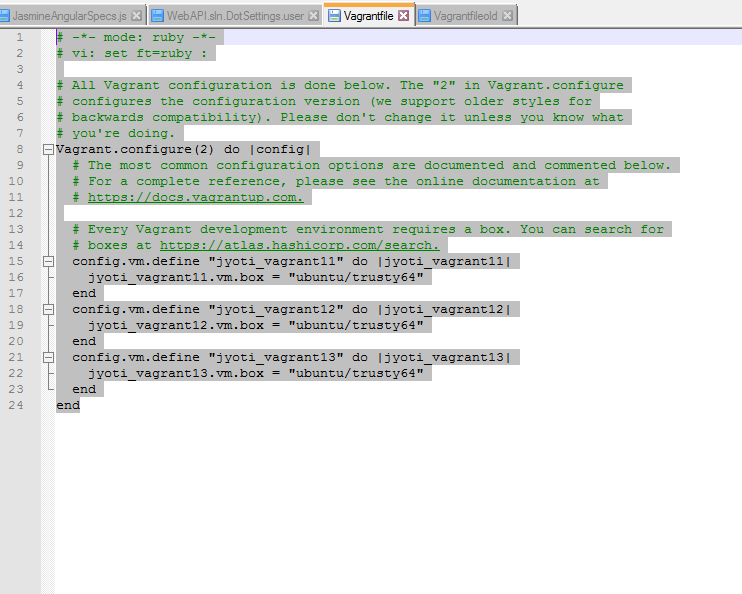 JasmineAngularSpecs.js WebAPI.sln.DotSettings.user Vagrantfile Vagrantfileold
1 # -*- mode: ruby -*-
2 # vi: set ft=ruby :
3
4 # All Vagrant configuration is done below. The "2" in Vagrant.configure
5 # configures the configuration version (we support older styles for
6 # backwards compatibility). Please don't change it unless you know what
7 # you're doing.
8 Vagrant.configure(2) do |config|
9 # The most common configuration options are documented and commented below.
10 # For a complete reference, please see the online documentation at
11 # https://docs.vagrantup.com.
12
13 # Every Vagrant development environment requires a box. You can search for
14 # boxes at https://atlas.hashicorp.com/search.
15 config.vm.define "jyoti_vagrant11" do |jyoti_vagrant11|
16 jyoti_vagrant11.vm.box = "ubuntu/trusty64"
17 end
18 config.vm.define "jyoti_vagrant12" do |jyoti_vagrant12|
19 jyoti_vagrant12.vm.box = "ubuntu/trusty64"
20 end
21 config.vm.define "jyoti_vagrant13" do |jyoti_vagrant13|
22 jyoti_vagrant13.vm.box = "ubuntu/trusty64"
23 end
24 end